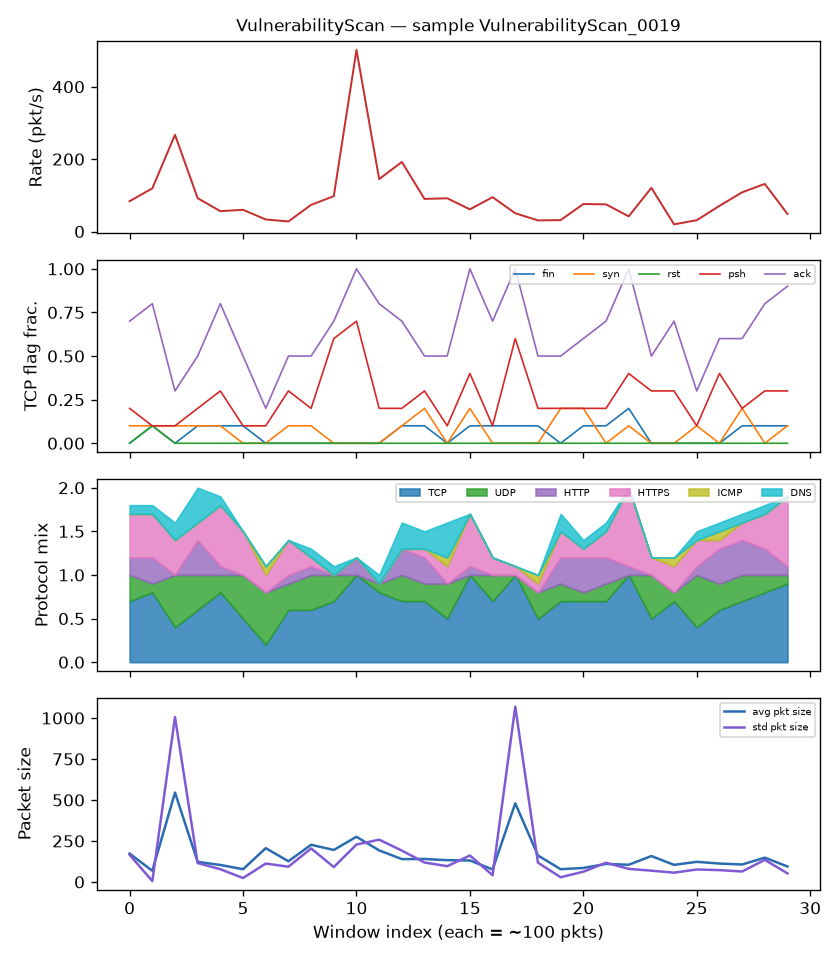 VulnerabilityScan — sample VulnerabilityScan_0019
Rate (pkt/s)
400
200
0
TCP flag frac.
1.00
0.75
0.50
0.25
0.00
fin syn rst psh ack
Protocol mix
2.0
1.5
1.0
0.5
0.0
TCP UDP HTTP HTTPS ICMP DNS
Packet size
1000
750
500
250
0
avg pkt size
std pkt size
0 5 10 15 20 25 30
Window index (each = ~100 pkts)